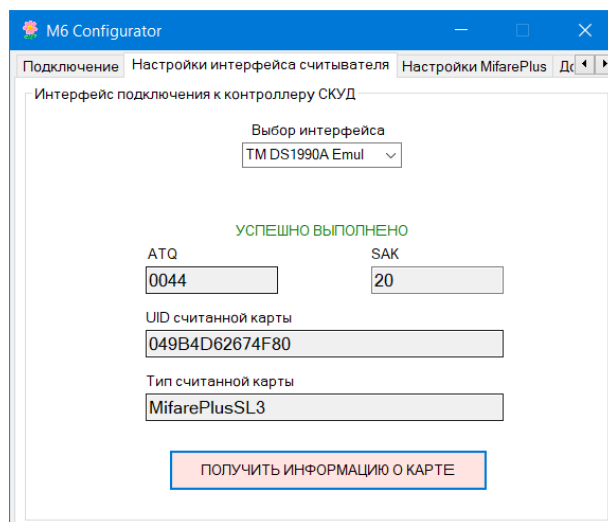 M6 Configurator
Подключение Настройки интерфейса считывателя Настройки MifarePlus
Интерфейс подключения к контроллеру СКУД
Выбор интерфейса
TM DS1990A Emul
УСПЕШНО ВЫПОЛНЕНО
ATQ SAK
0044 20
UID считанной карты
049B4D62674F80
Тип считанной карты
MifarePlusSL3
ПОЛУЧИТЬ ИНФОРМАЦИЮ О КАРТЕ